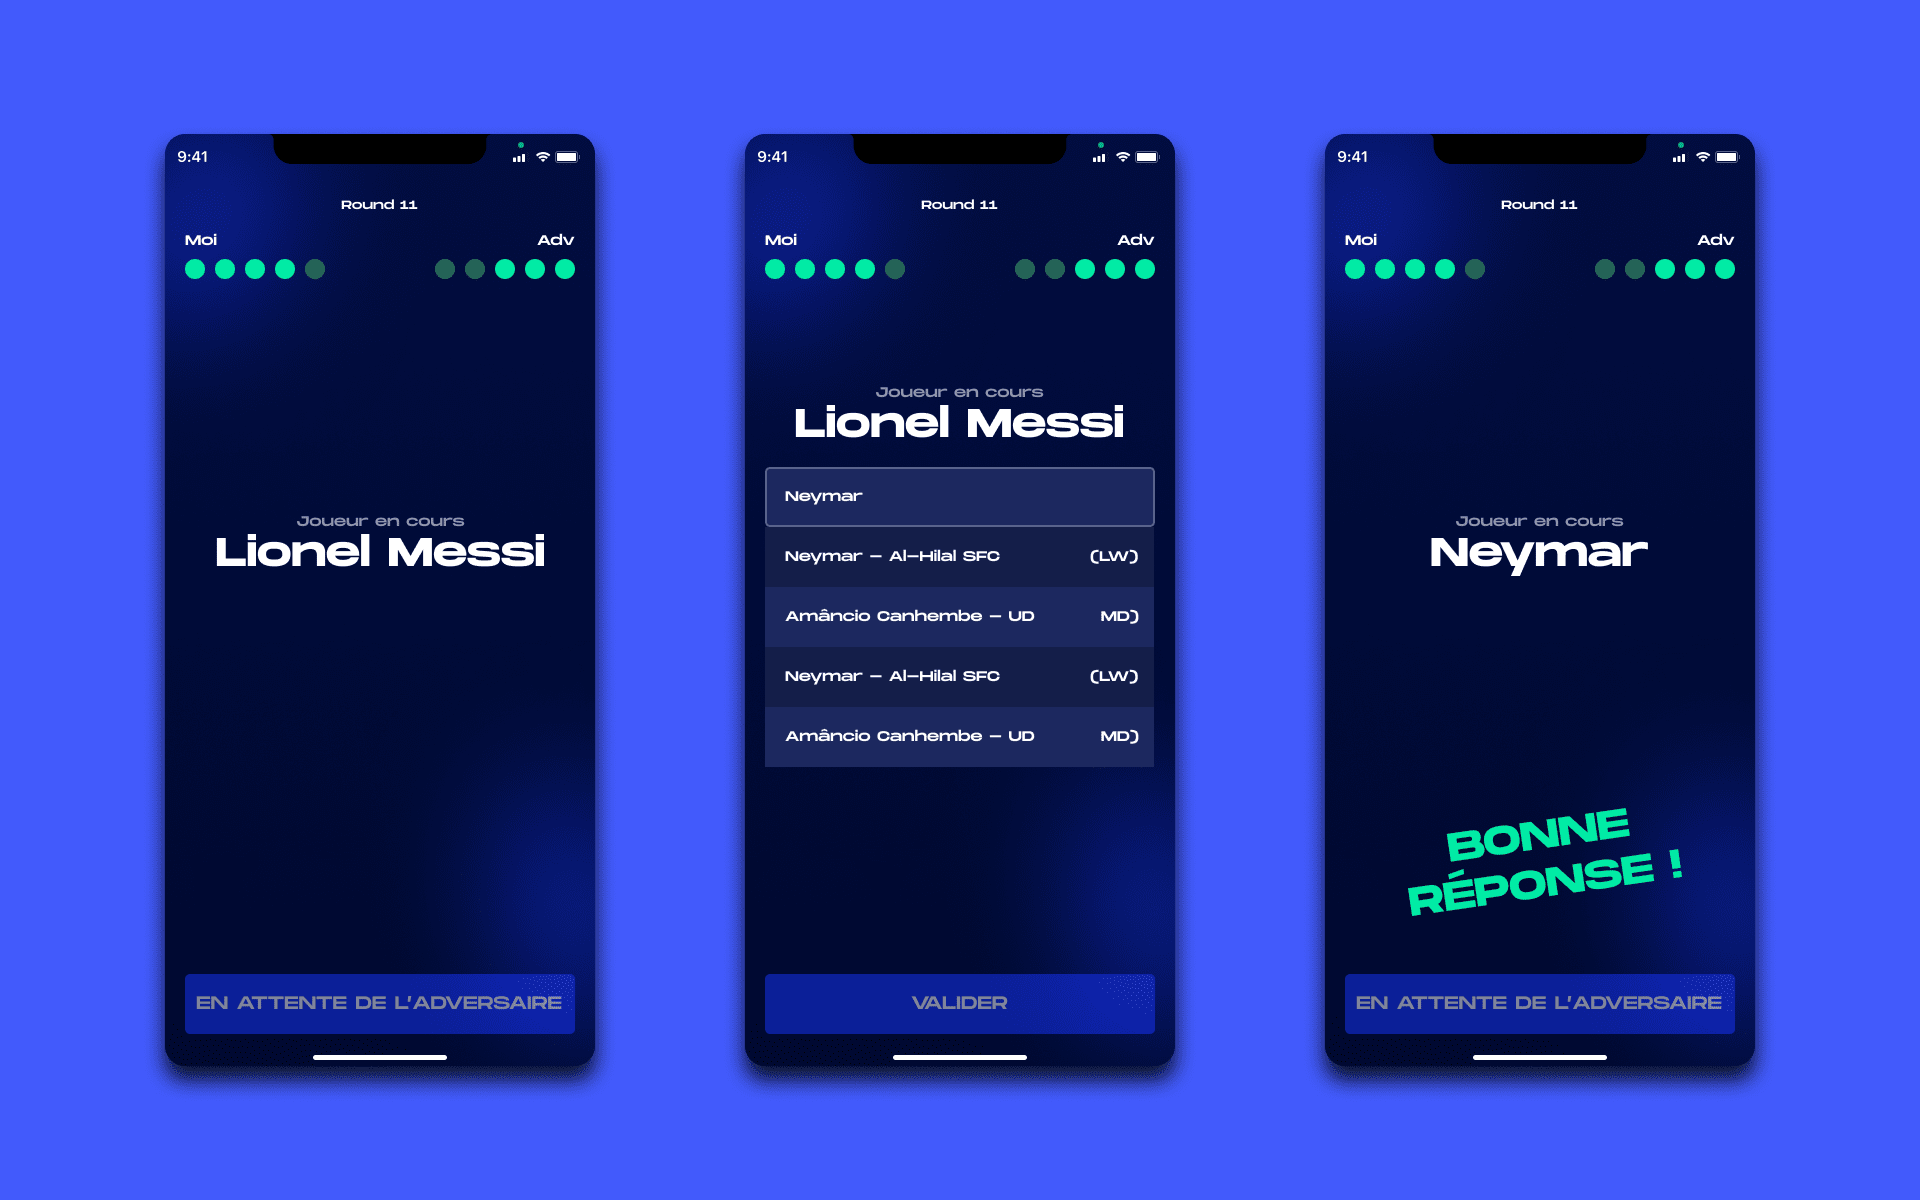 9:41
Round 11
Moi
Adv
Joueur en cours
Lionel Messi
EN ATTENTE DE L'ADVERSAIRE
9:41
Round 11
Moi
Adv
Joueur en cours
Lionel Messi
Neymar
Neymar – Al-Hilal SFC (LW)
Amâncio Canhembe – UD MD)
Neymar – Al-Hilal SFC (LW)
Amâncio Canhembe – UD MD)
VALIDER
9:41
Round 11
Moi
Adv
Joueur en cours
Neymar
BONNE
RÉPONSE !
EN ATTENTE DE L'ADVERSAIRE